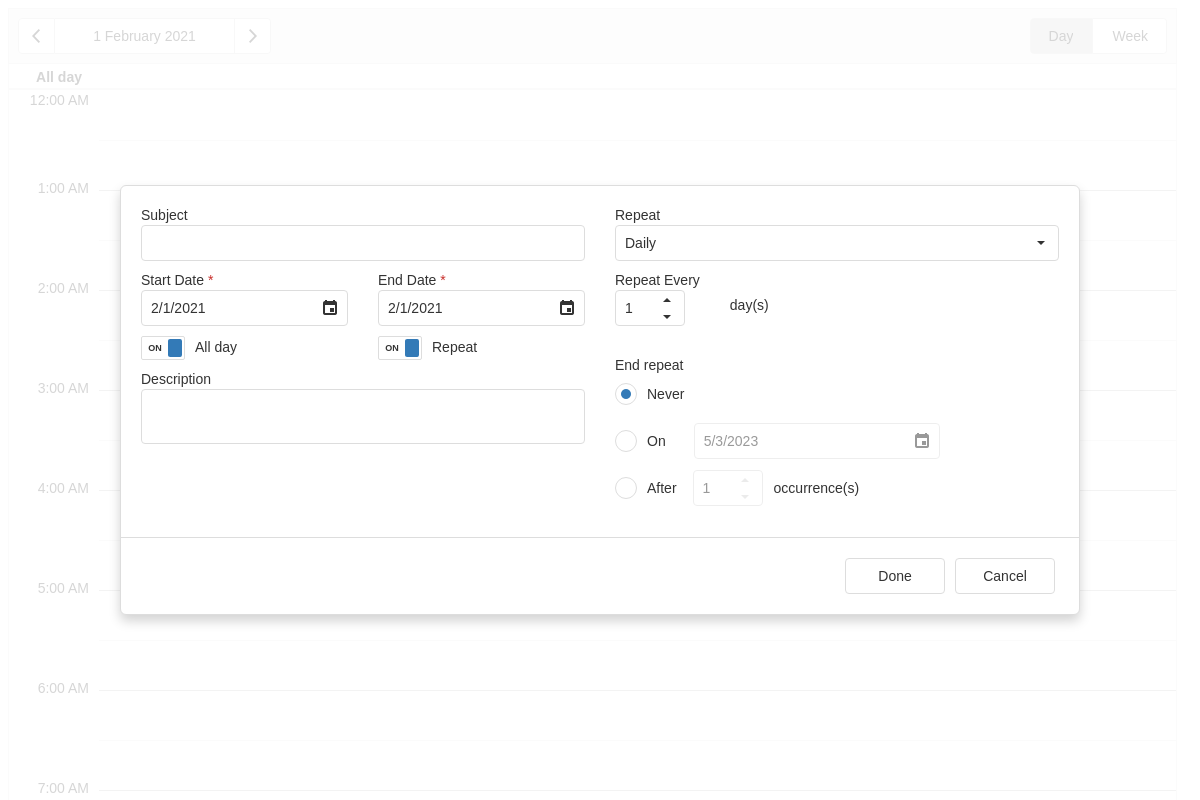 1 February 2021
Day
Week
All day
12:00 AM
1:00 AM
2:00 AM
3:00 AM
4:00 AM
5:00 AM
6:00 AM
7:00 AM
Subject
Start Date *
End Date *
2/1/2021
2/1/2021
ON All day
ON Repeat
Description
Repeat
Daily
Repeat Every
1 day(s)
End repeat
Never
On 5/3/2023
After 1 occurrence(s)
Done
Cancel